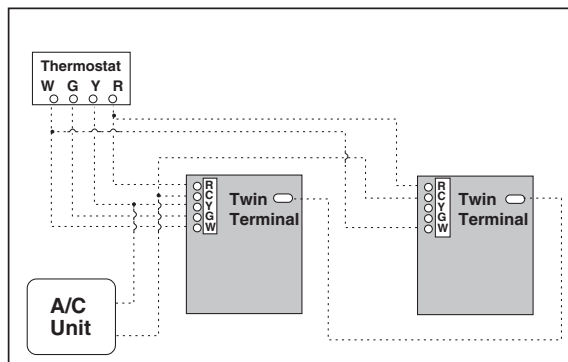 Thermostat
W G Y R
R
C
Y
G
W
Twin
Terminal
R
C
Y
G
W
Twin
Terminal
A/C
Unit